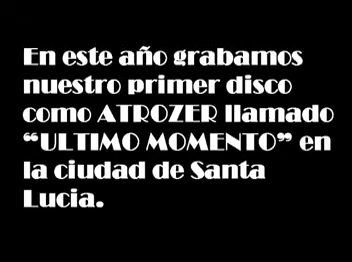 En este año grabamos
nuestro primer disco
como ATROZER llamado
“ULTIMO MOMENTO” en
la ciudad de Santa
Lucia.